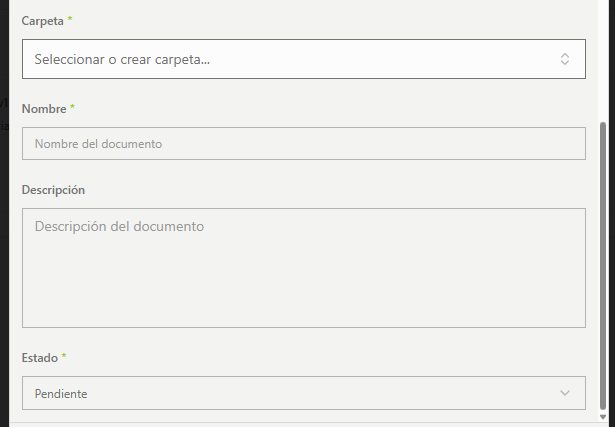 Carpeta *
Seleccionar o crear carpeta...
Nombre *
Nombre del documento
Descripción
Descripción del documento
Estado *
Pendiente